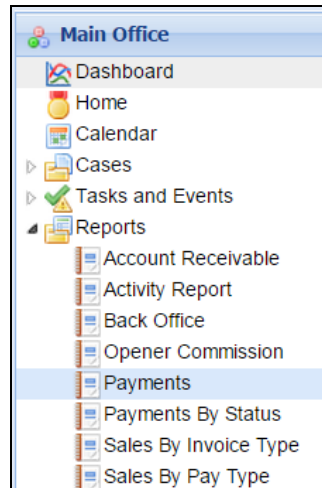 Main Office
Dashboard
Home
Calendar
Cases
Tasks and Events
Reports
Account Receivable
Activity Report
Back Office
Opener Commission
Payments
Payments By Status
Sales By Invoice Type
Sales By Pay Type